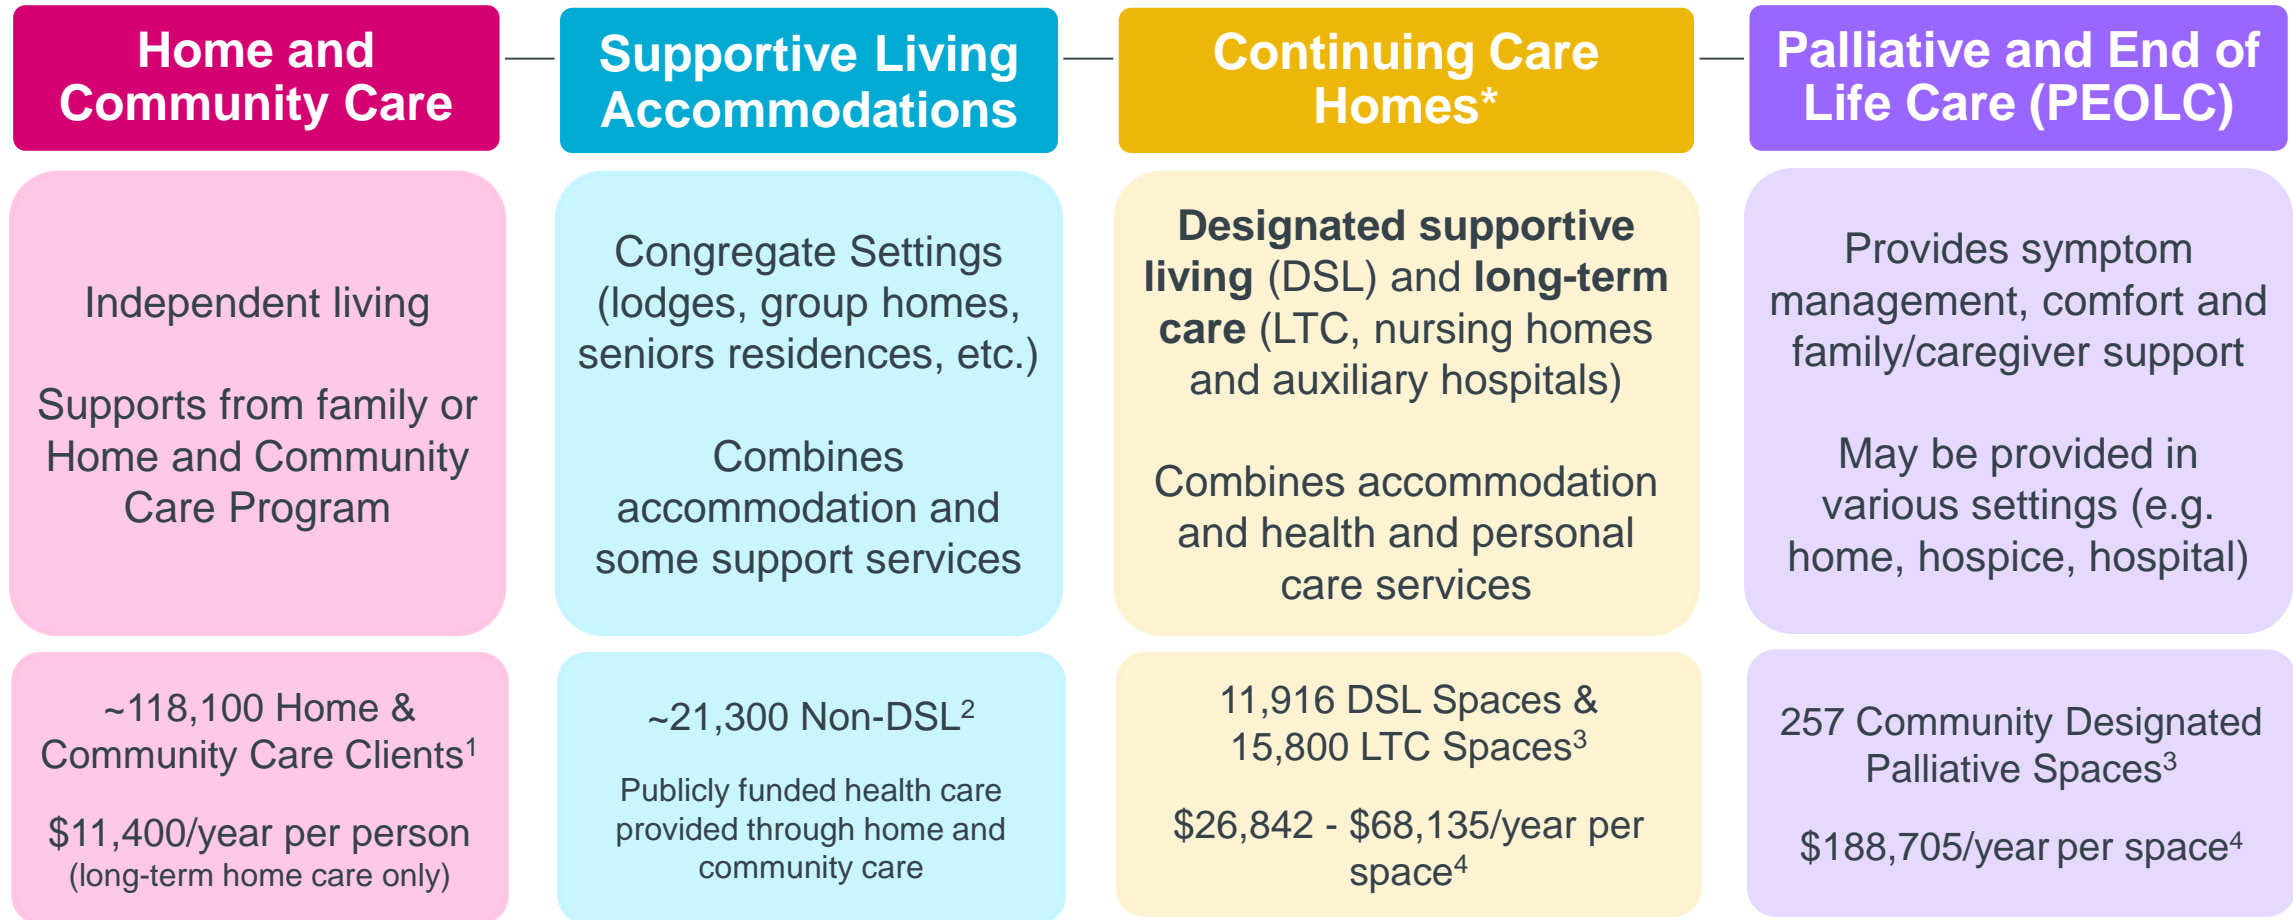 Home and
Community Care
Supportive Living
Accommodations
Continuing Care
Homes*
Palliative and End of
Life Care (PEOLC)
Independent living
Supports from family or
Home and Community
Care Program
Congregate Settings
(lodges, group homes,
seniors residences, etc.)
Combines
accommodation and
some support services
Designated supportive
living (DSL) and long-term
care (LTC, nursing homes
and auxiliary hospitals)
Combines accommodation
and health and personal
care services
Provides symptom
management, comfort and
family/caregiver support
May be provided in
various settings (e.g.
home, hospice, hospital)
~118,100 Home &
Community Care Clients¹
$11,400/year per person
(long-term home care only)
~21,300 Non-DSL²
Publicly funded health care
provided through home and
community care
11,916 DSL Spaces &
15,800 LTC Spaces³
$26,842 - $68,135/year per
space⁴
257 Community Designated
Palliative Spaces³
$188,705/year per space⁴